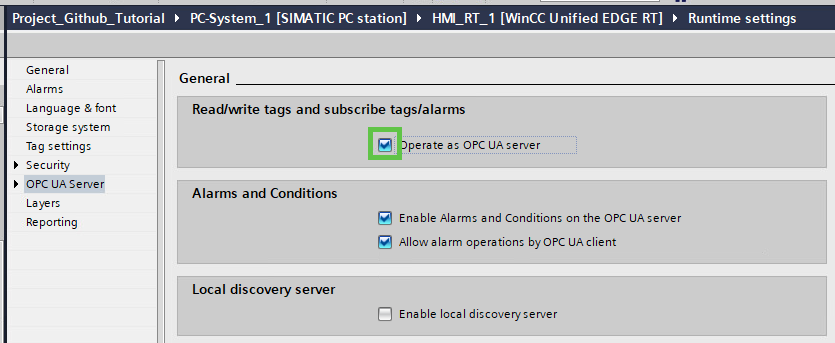 Project_Github_Tutorial PC-System_1 [SIMATIC PC station] HMI_RT_1 [WinCC Unified EDGE RT] Runtime settings
General
Alarms
Language & font
Storage system
Tag settings
Security
OPC UA Server
Layers
Reporting
General
Read/write tags and subscribe tags/alarms
Operate as OPC UA server
Alarms and Conditions
Enable Alarms and Conditions on the OPC UA server
Allow alarm operations by OPC UA client
Local discovery server
Enable local discovery server